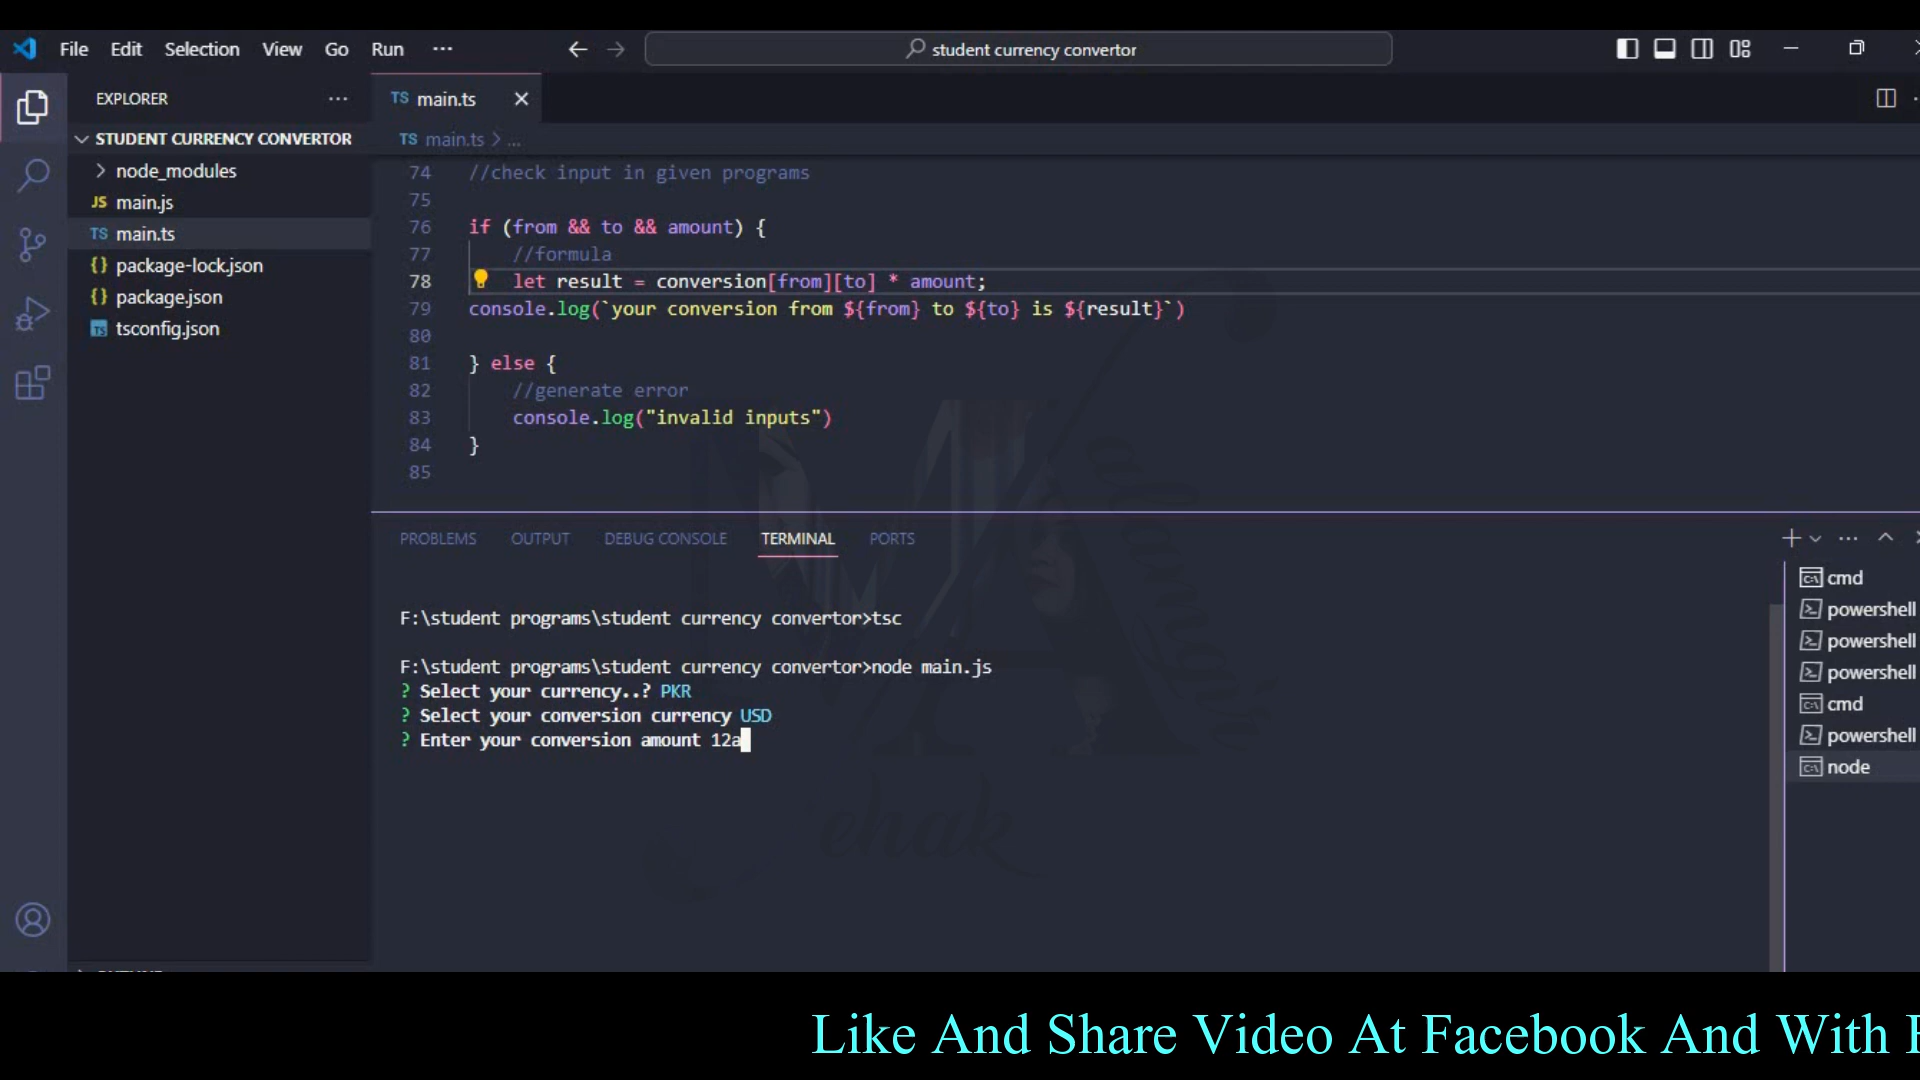 File Edit Selection View Go Run ···
student currency convertor
EXPLORER ···
STUDENT CURRENCY CONVERTOR
node_modules
JS main.js
TS main.ts
{} package-lock.json
{} package.json
TS tsconfig.json
TS main.ts
TS main.ts > ...
74 //check input in given programs
75
76 if (from && to && amount) {
77 //formula
78 let result = conversion[from][to] * amount;
79 console.log(`your conversion from ${from} to ${to} is ${result}`)
80
81 } else {
82 //generate error
83 console.log("invalid inputs")
84 }
85
PROBLEMS OUTPUT DEBUG CONSOLE TERMINAL PORTS
F:\student programs\student currency convertor>tsc
F:\student programs\student currency convertor>node main.js
? Select your currency..? PKR
? Select your conversion currency USD
? Enter your conversion amount 12a
cmd
powershell
powershell
powershell
cmd
powershell
node
ehak
Like And Share Video At Facebook And With